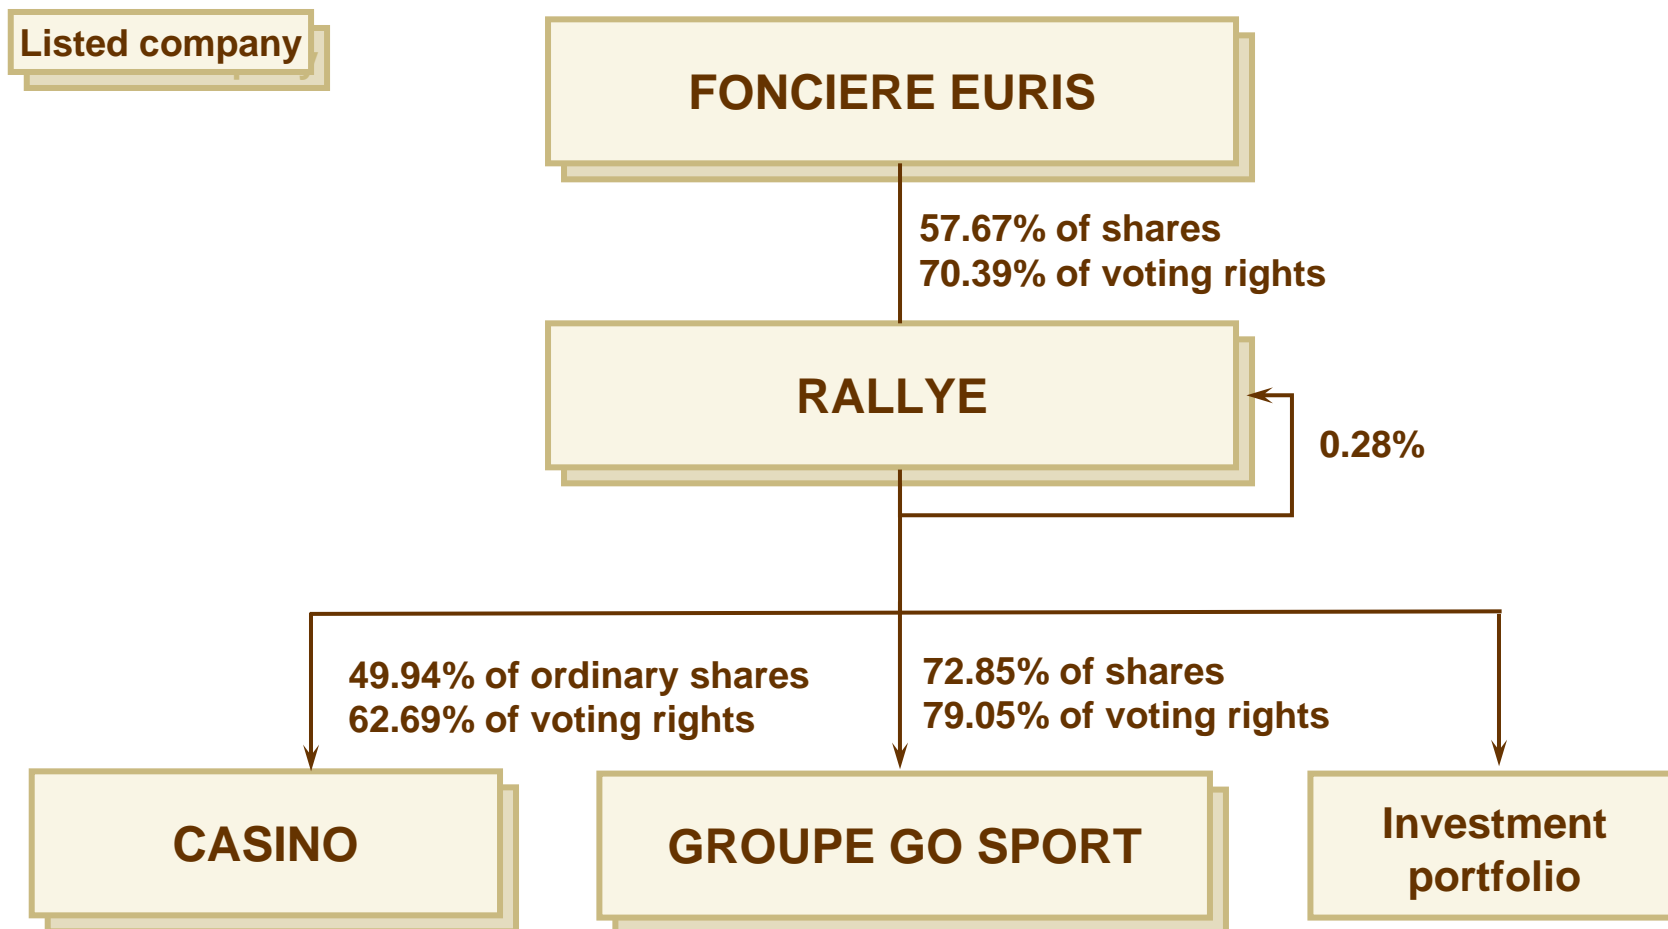 Listed company
FONCIERE EURIS
57.67% of shares
70.39% of voting rights
RALLYE
0.28%
49.94% of ordinary shares
62.69% of voting rights
72.85% of shares
79.05% of voting rights
CASINO
GROUPE GO SPORT
Investment
portfolio